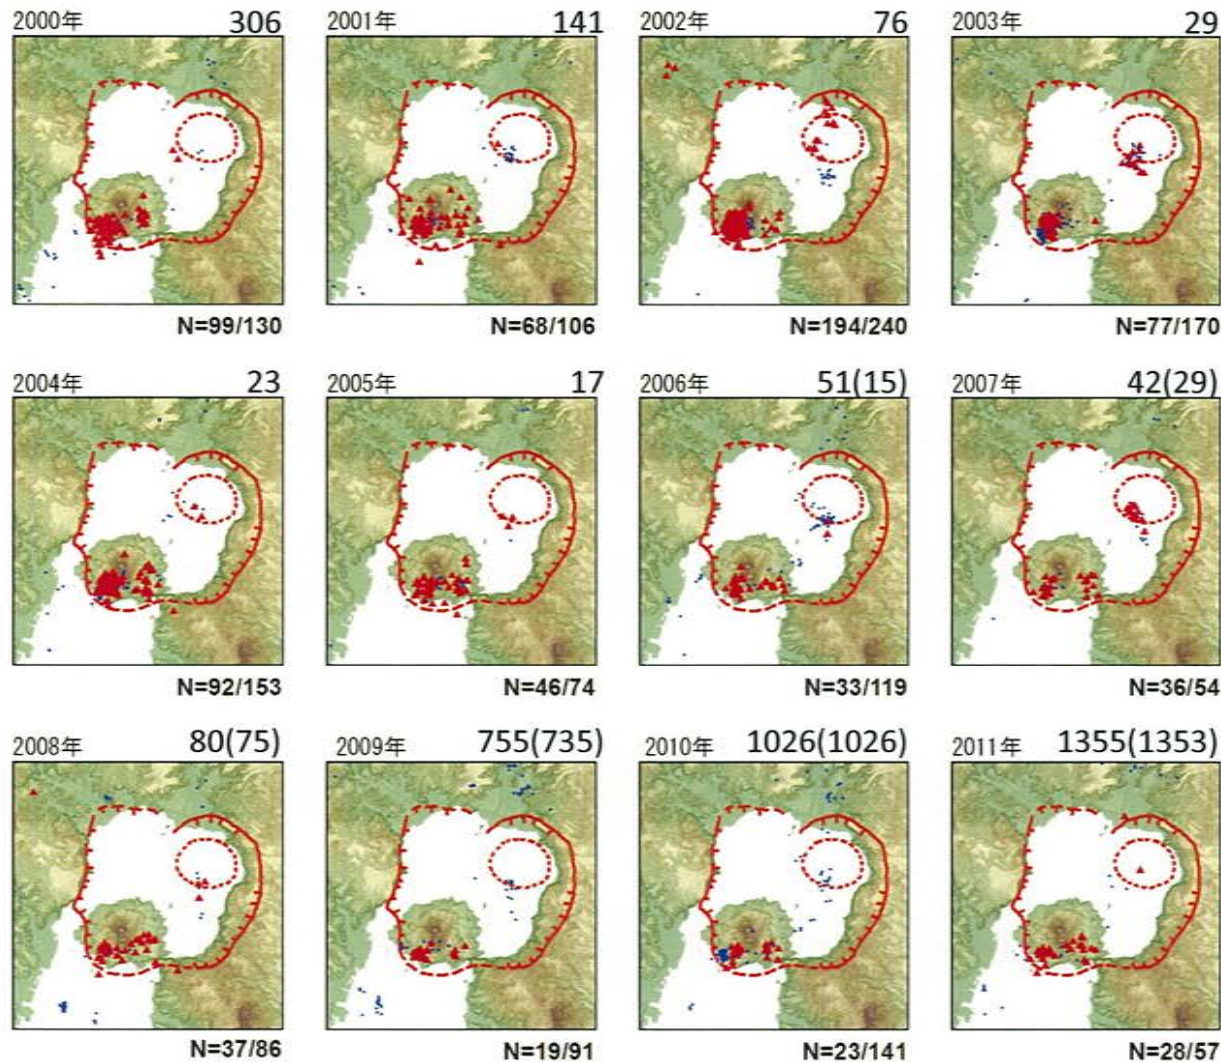 2000年 306
2001年 141
2002年 76
2003年 29
N=99/130
N=68/106
N=194/240
N=77/170
2004年 23
2005年 17
2006年 51(15)
2007年 42(29)
N=92/153
N=46/74
N=33/119
N=36/54
2008年 80(75)
2009年 755(735)
2010年 1026(1026)
2011年 1355(1353)
N=37/86
N=19/91
N=23/141
N=28/57